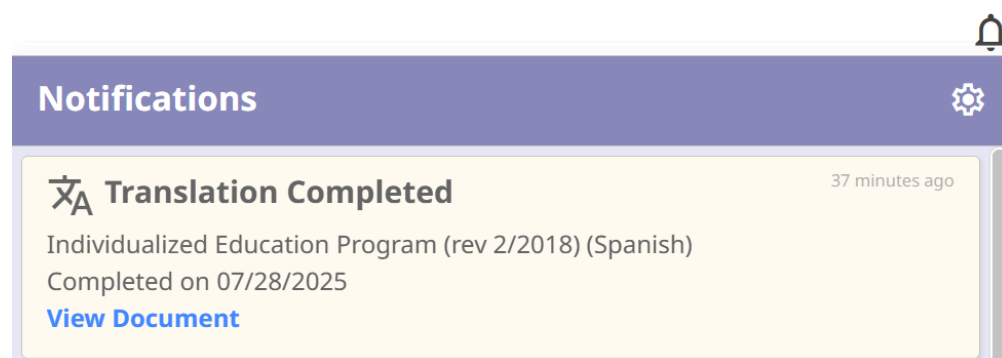 Notifications
Translation Completed
37 minutes ago
Individualized Education Program (rev 2/2018) (Spanish)
Completed on 07/28/2025
View Document